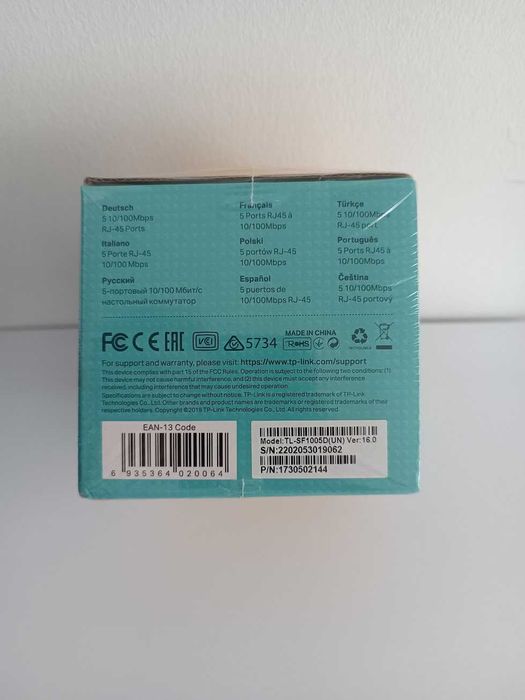 Deutsch
5 10/100Mbps
RJ-45 Ports
Français
5 Ports RJ45 à
10/100Mbps
Türkçe
5 10/100Mbps
RJ-45 port
Italiano
5 Porte RJ-45
10/100 Mbps
Polski
5 portów RJ-45
10/100Mbps
Português
5 Ports RJ45 à
10/100Mbps
Русский
5-портовый 10/100 Мбит/с
настольный коммутатор
Español
5 puertos de
10/100Mbps RJ-45
Čeština
5 10/100Mbps
RJ-45 portový
FC CE EAC VCI 5734
MADE IN CHINA
RoHS
For support and warranty, please visit: https://www.tp-link.com/support
This device complies with part 15 of the FCC Rules. Operation is subject to the following two conditions: (1)
This device may not cause harmful interference, and (2) this device must accept any interference
received, including interference that may cause undesired operation.
Specifications are subject to change without notice. TP-Link is a registered trademark of TP-Link
Technologies Co., Ltd. Other brands and product names are trademarks or registered trademarks of their
respective holders. Copyright ©2018 TP-Link Technologies Co., Ltd. All rights reserved.
EAN-13 Code
6 935364 020064
Model:TL-SF1005D(UN) Ver:16.0
S/N:2202053019062
P/N:1730502144